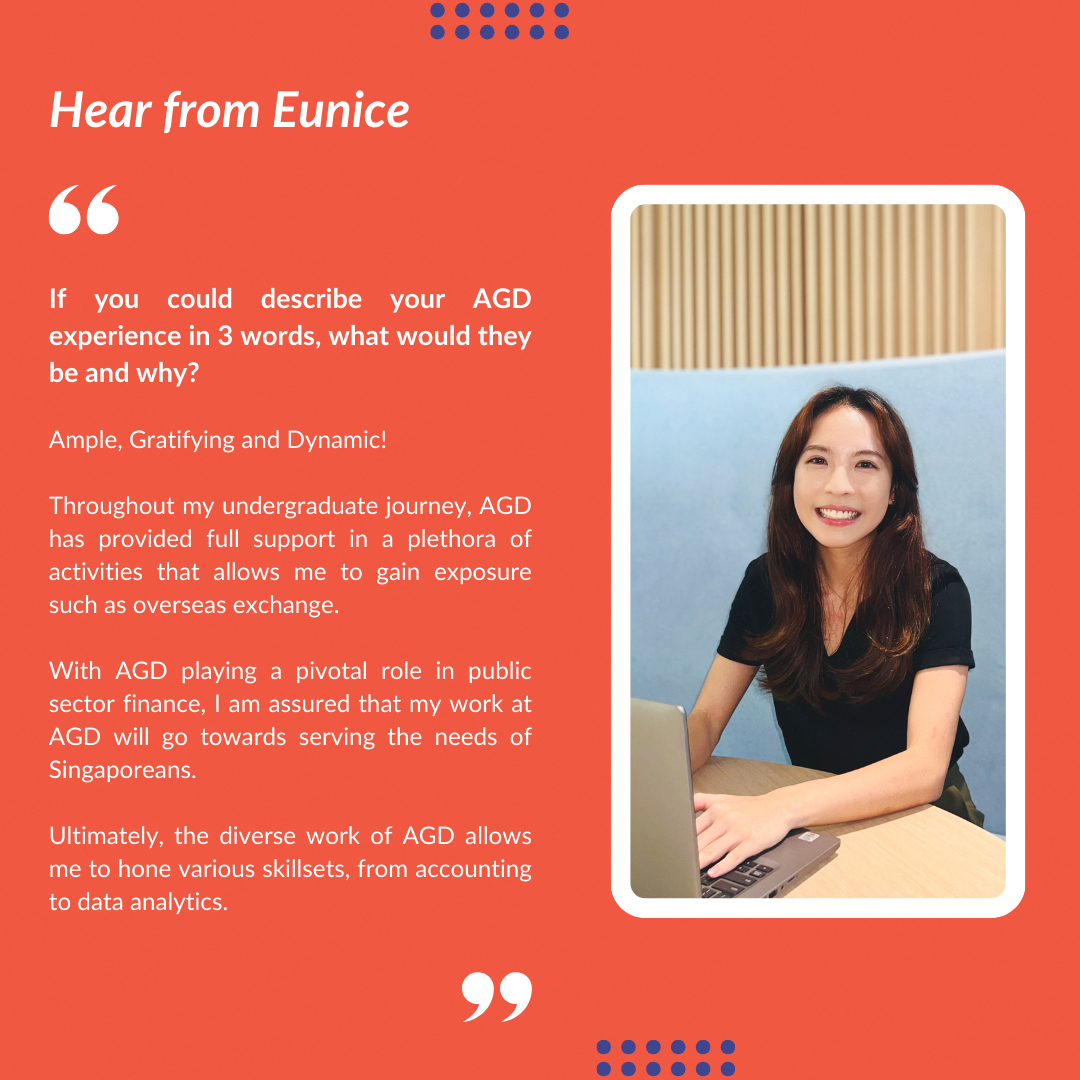 Hear from Eunice
“
If you could describe your AGD
experience in 3 words, what would they
be and why?
Ample, Gratifying and Dynamic!
Throughout my undergraduate journey, AGD
has provided full support in a plethora of
activities that allows me to gain exposure
such as overseas exchange.
With AGD playing a pivotal role in public
sector finance, I am assured that my work at
AGD will go towards serving the needs of
Singaporeans.
Ultimately, the diverse work of AGD allows
me to hone various skillsets, from accounting
to data analytics.
”